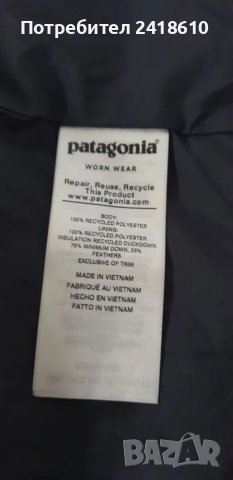 Потребител 2418610
patagonia®
WORN WEAR
Repair, Reuse, Recycle
This Product
www.patagonia.com
BODY:
100% RECYCLED POLYESTER
LINING:
100% RECYCLED POLYESTER
INSULATION RECYCLED DUCKDOWN
75% MINIMUM DOWN, 25%
FEATHERS
EXCLUSIVE OF TRIM
MADE IN VIETNAM
FABRIQUÉ AU VIETNAM
HECHO EN VIETNAM
FATTO IN VIETNAM
BAZAR
bg